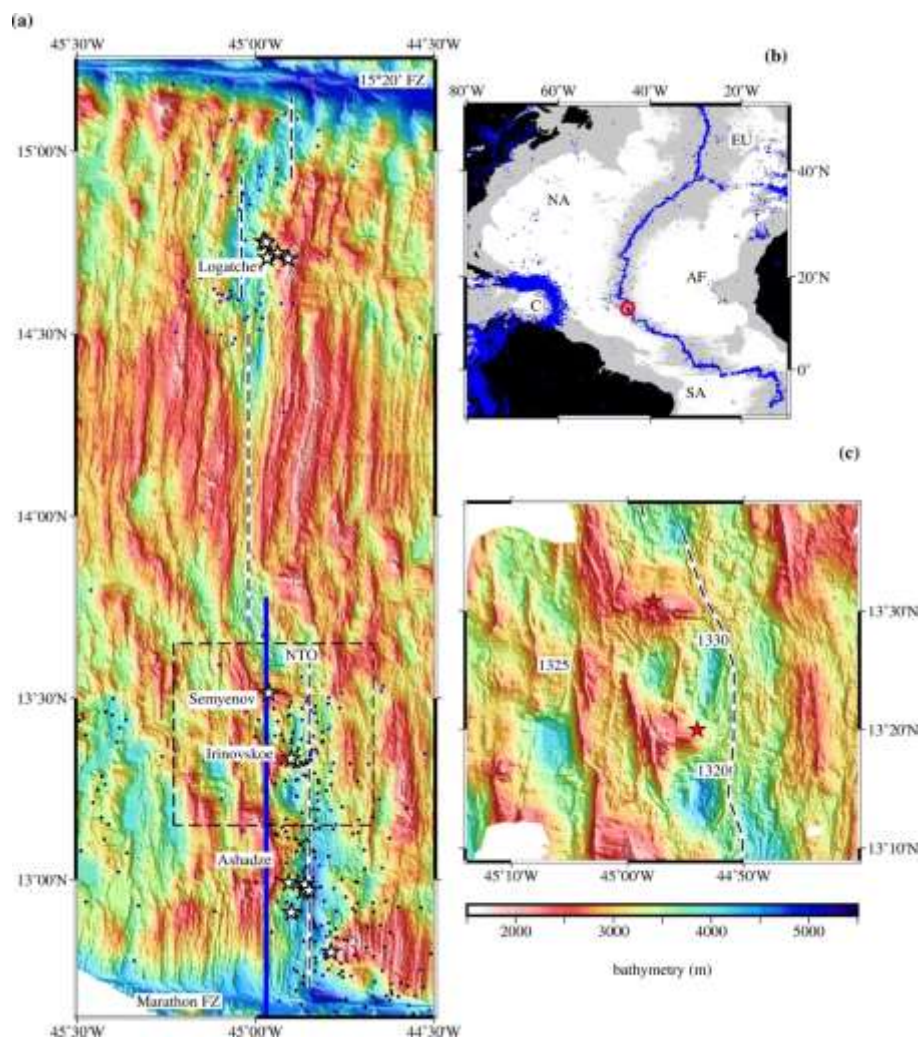 (a)
45°30'W 45°00'W 44°30'W
15°20' FZ
15°00'N
Logatchev
14°30'N
14°00'N
NTO
13°30'N
Semyenov
Irinovskoe
Ashadze
13°00'N
Marathon FZ
45°30'W 45°00'W 44°30'W
(b)
80°W 60°W 40°W 20°W
EU
40°N
NA
AF
20°N
C
0°
SA
(c)
13°30'N
1330
1325
13°20'N
1320
13°10'N
45°10'W 45°00'W 44°50'W
2000 3000 4000 5000
bathymetry (m)